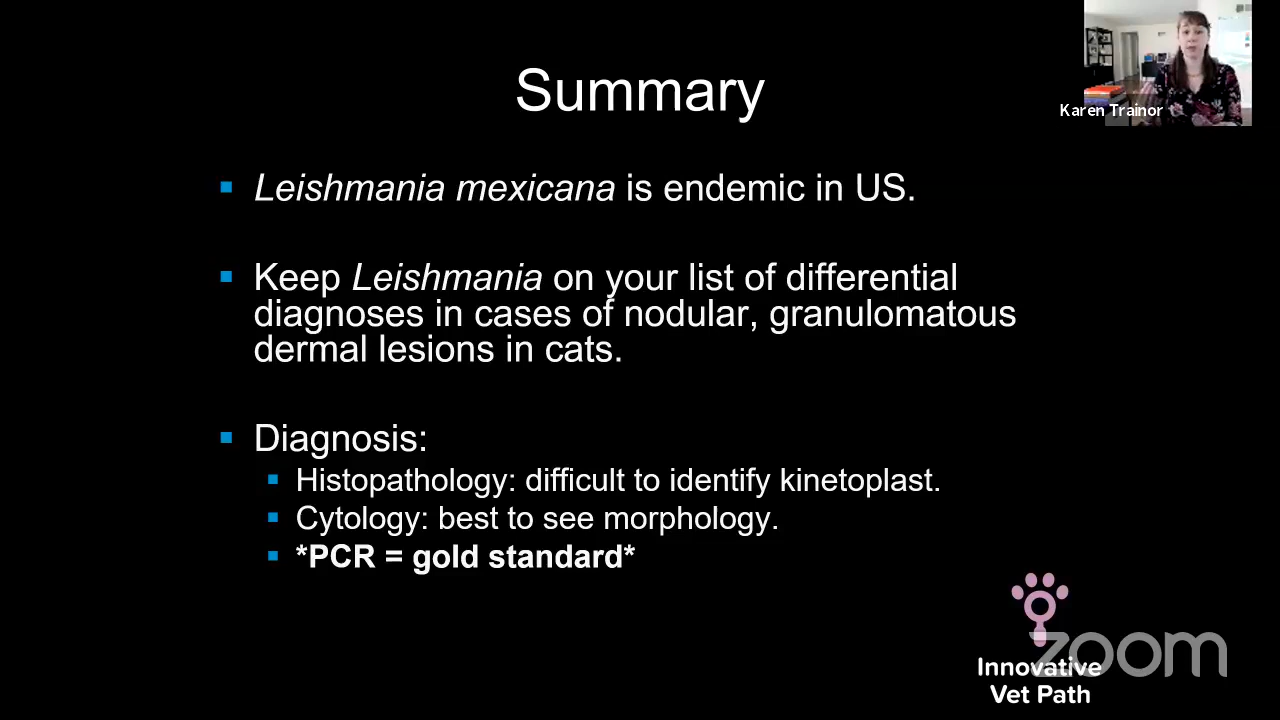 Summary
Karen Trainor
Leishmania mexicana is endemic in US.
Keep Leishmania on your list of differential
diagnoses in cases of nodular, granulomatous
dermal lesions in cats.
Diagnosis:
Histopathology: difficult to identify kinetoplast.
Cytology: best to see morphology.
*PCR = gold standard*
zoom
Innovative
Vet Path